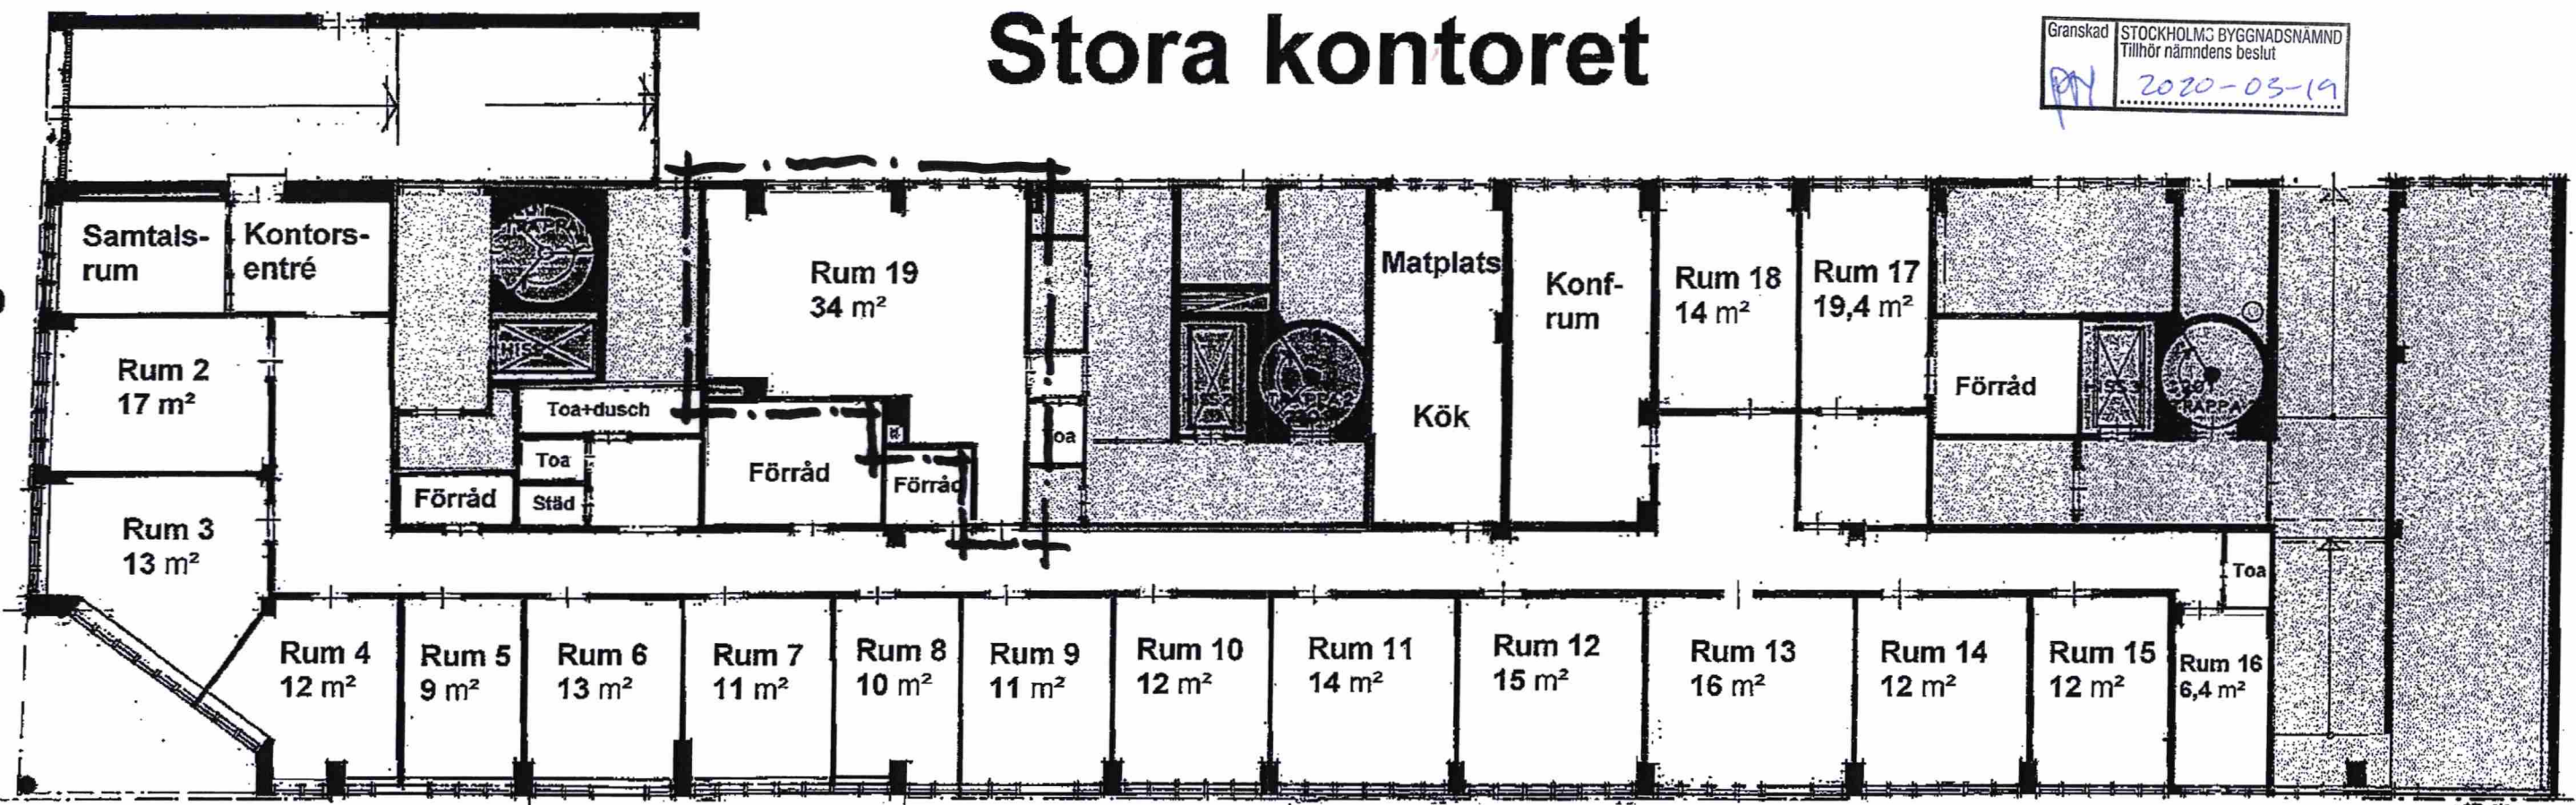 Stora kontoret
Granskad
STOCKHOLMS BYGGNADSNÄMND
Tillhör nämndens beslut
2020-03-19
Samtals-
rum
Kontors-
entré
Rum 19
34 m²
Matplats
Kök
Konf-
rum
Rum 18
14 m²
Rum 17
19,4 m²
Förråd
Rum 2
17 m²
Toa+dusch
Toa
Städ
Förråd
Förråd
Förråd
Rum 3
13 m²
TRAPPA2
Toa
Rum 4
12 m²
Rum 5
9 m²
Rum 6
13 m²
Rum 7
11 m²
Rum 8
10 m²
Rum 9
11 m²
Rum 10
12 m²
Rum 11
14 m²
Rum 12
15 m²
Rum 13
16 m²
Rum 14
12 m²
Rum 15
12 m²
Rum 16
6,4 m²